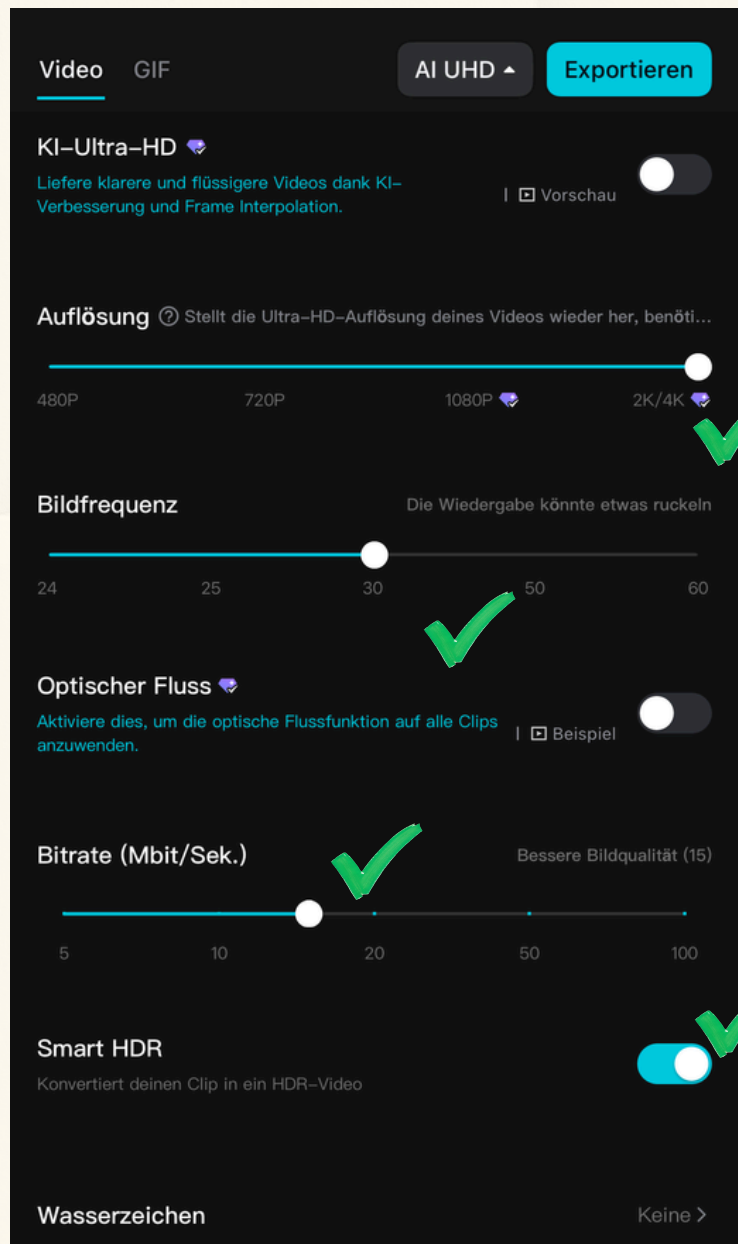 Video GIF AI UHD Exportieren
KI-Ultra-HD
Liefere klarere und flüssigere Videos dank KI-
Verbesserung und Frame Interpolation.
Vorschau
Auflösung Stellt die Ultra-HD-Auflösung deines Videos wieder her, benöti...
480P 720P 1080P 2K/4K
Bildfrequenz Die Wiedergabe könnte etwas ruckeln
24 25 30 50 60
Optischer Fluss
Aktiviere dies, um die optische Flussfunktion auf alle Clips
anzuwenden.
Beispiel
Bitrate (Mbit/Sek.) Bessere Bildqualität (15)
5 10 20 50 100
Smart HDR
Konvertiert deinen Clip in ein HDR-Video
Wasserzeichen Keine >